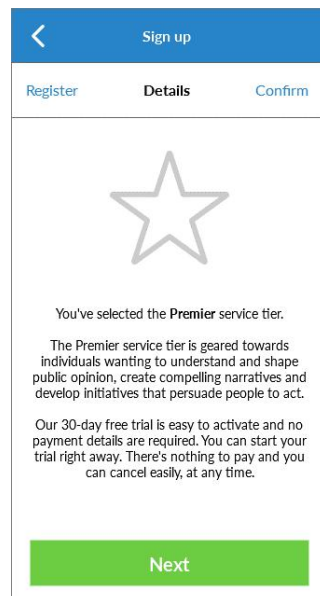 Sign up
Register Details Confirm
You've selected the Premier service tier.
The Premier service tier is geared towards
individuals wanting to understand and shape
public opinion, create compelling narratives and
develop initiatives that persuade people to act.
Our 30-day free trial is easy to activate and no
payment details are required. You can start your
trial right away. There's nothing to pay and you
can cancel easily, at any time.
Next